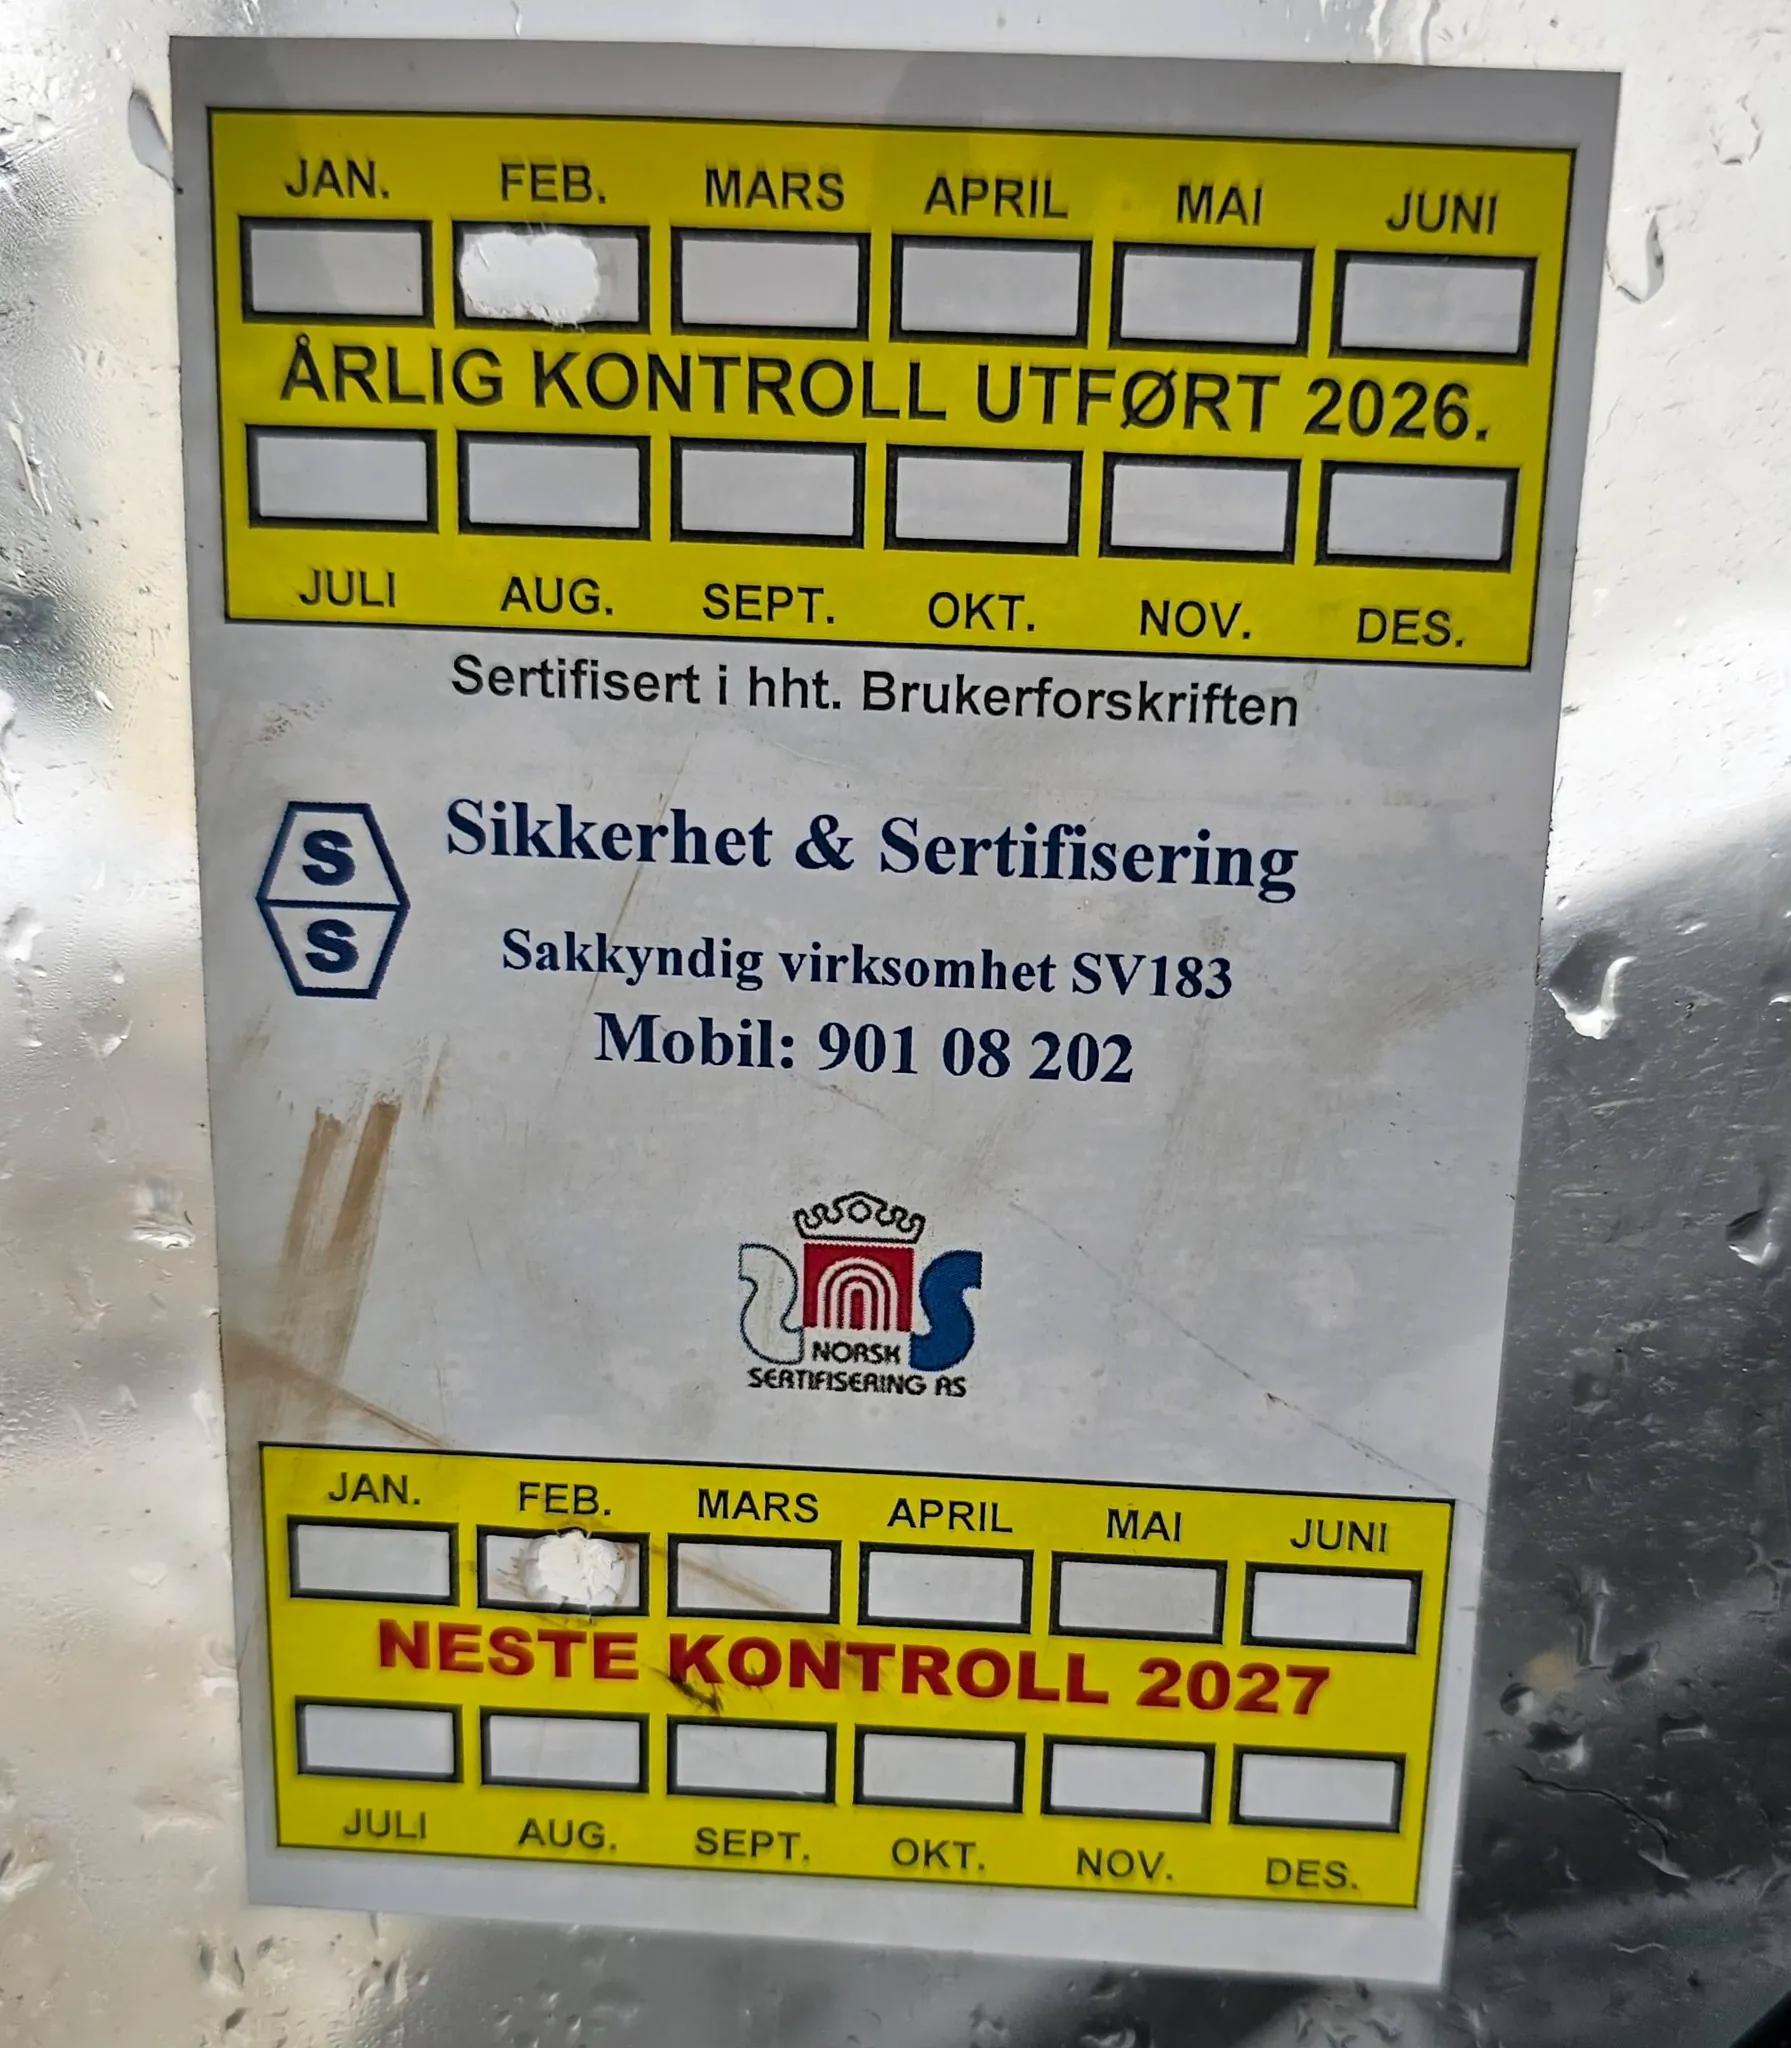 JAN. FEB. MARS APRIL MAI JUNI
ÅRLIG KONTROLL UTFØRT 2026.
JULI AUG. SEPT. OKT. NOV. DES.
Sertifisert i hht. Brukerforskriften
S
S
Sikkerhet & Sertifisering
Sakkyndig virksomhet SV183
Mobil: 901 08 202
NORSK
SERTIFISERING AS
JAN. FEB. MARS APRIL MAI JUNI
NESTE KONTROLL 2027
JULI AUG. SEPT. OKT. NOV. DES.